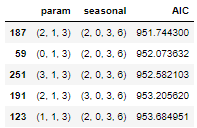 param seasonal AIC
187 (2, 1, 3) (2, 0, 3, 6) 951.744300
59 (0, 1, 3) (2, 0, 3, 6) 952.073632
251 (3, 1, 3) (2, 0, 3, 6) 952.582103
191 (2, 1, 3) (3, 0, 3, 6) 953.205620
123 (1, 1, 3) (2, 0, 3, 6) 953.684951